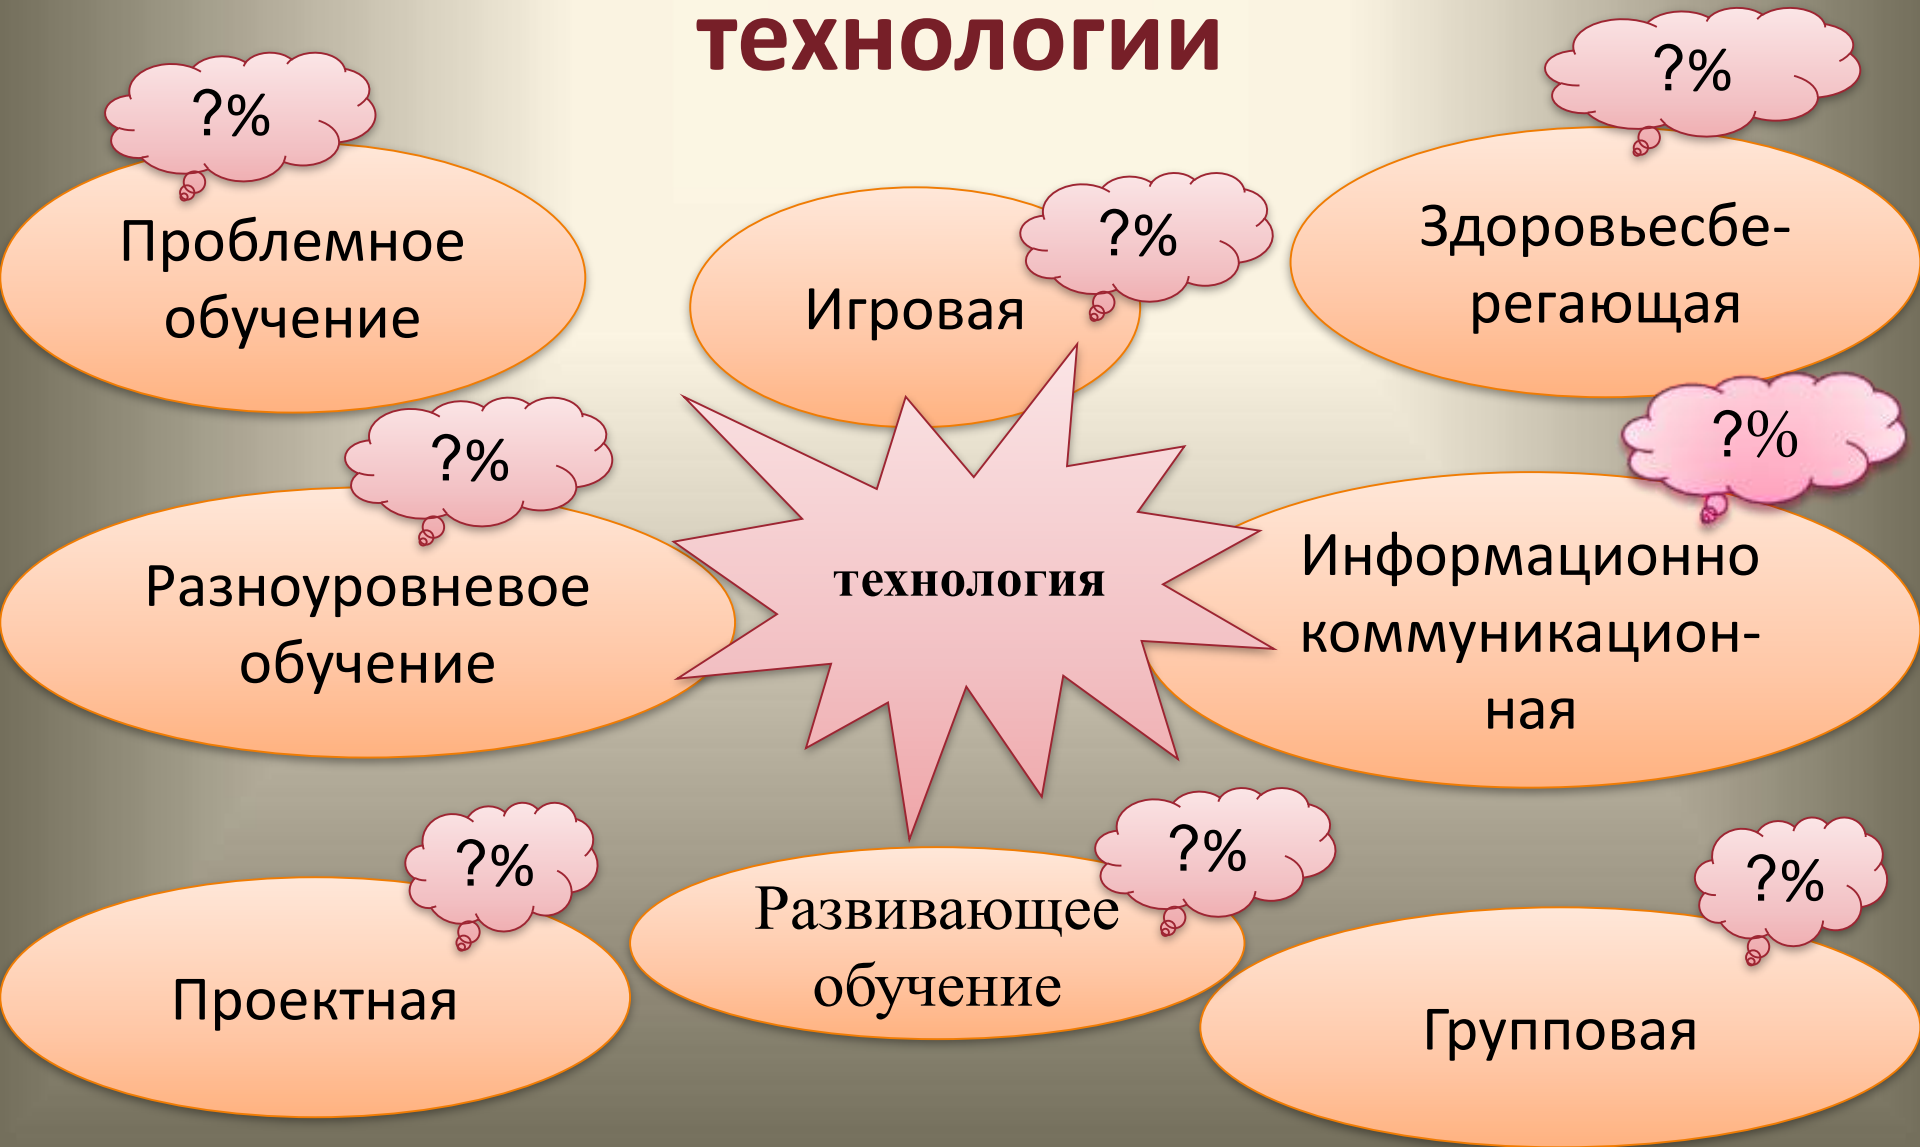 технологии
?%
Проблемное
обучение
?%
Игровая
?%
Здоровьесбе-
регающая
?%
Разноуровневое
обучение
технология
?%
Информационно
коммуникацион-
ная
?%
Проектная
?%
Развивающее
обучение
?%
Групповая